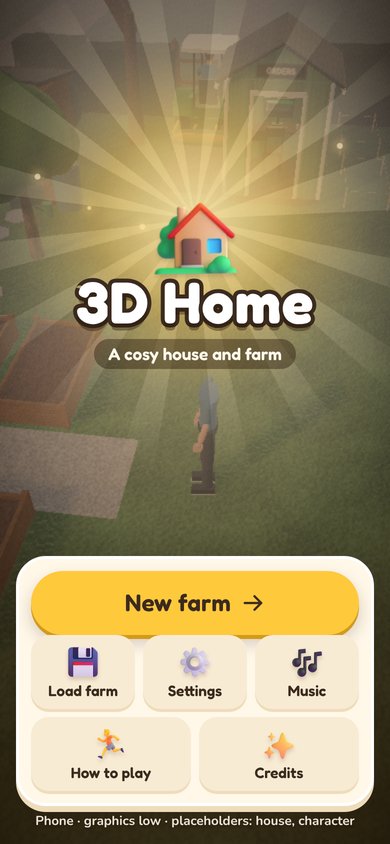 ORDERS
3D Home
A cosy house and farm
New farm →
Load farm
Settings
Music
How to play
Credits
Phone · graphics low · placeholders: house, character